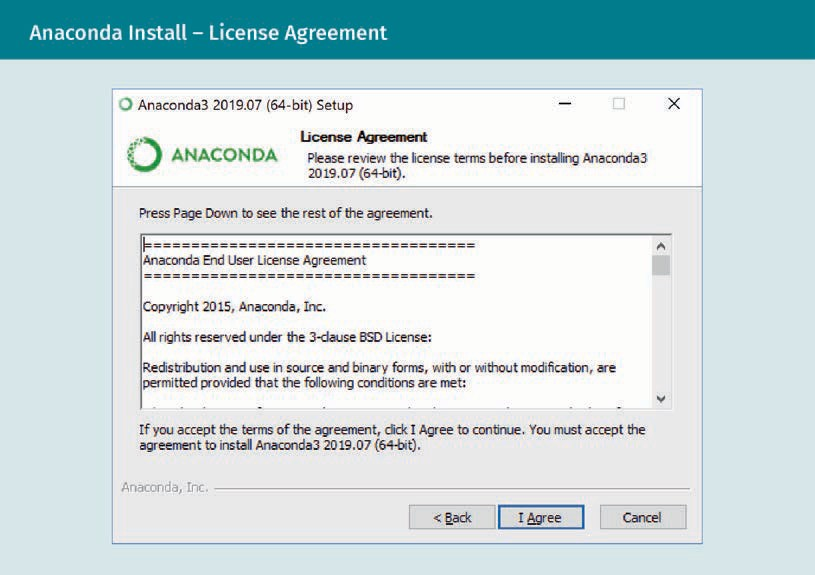 Anaconda Install – License Agreement
Anaconda3 2019.07 (64-bit) Setup
ANACONDA
License Agreement
Please review the license terms before installing Anaconda3
2019.07 (64-bit).
Press Page Down to see the rest of the agreement.
===================================
Anaconda End User License Agreement
===================================
Copyright 2015, Anaconda, Inc.
All rights reserved under the 3-clause BSD License:
Redistribution and use in source and binary forms, with or without modification, are
permitted provided that the following conditions are met:
If you accept the terms of the agreement, click I Agree to continue. You must accept the
agreement to install Anaconda3 2019.07 (64-bit).
Anaconda, Inc.
< Back
I Agree
Cancel